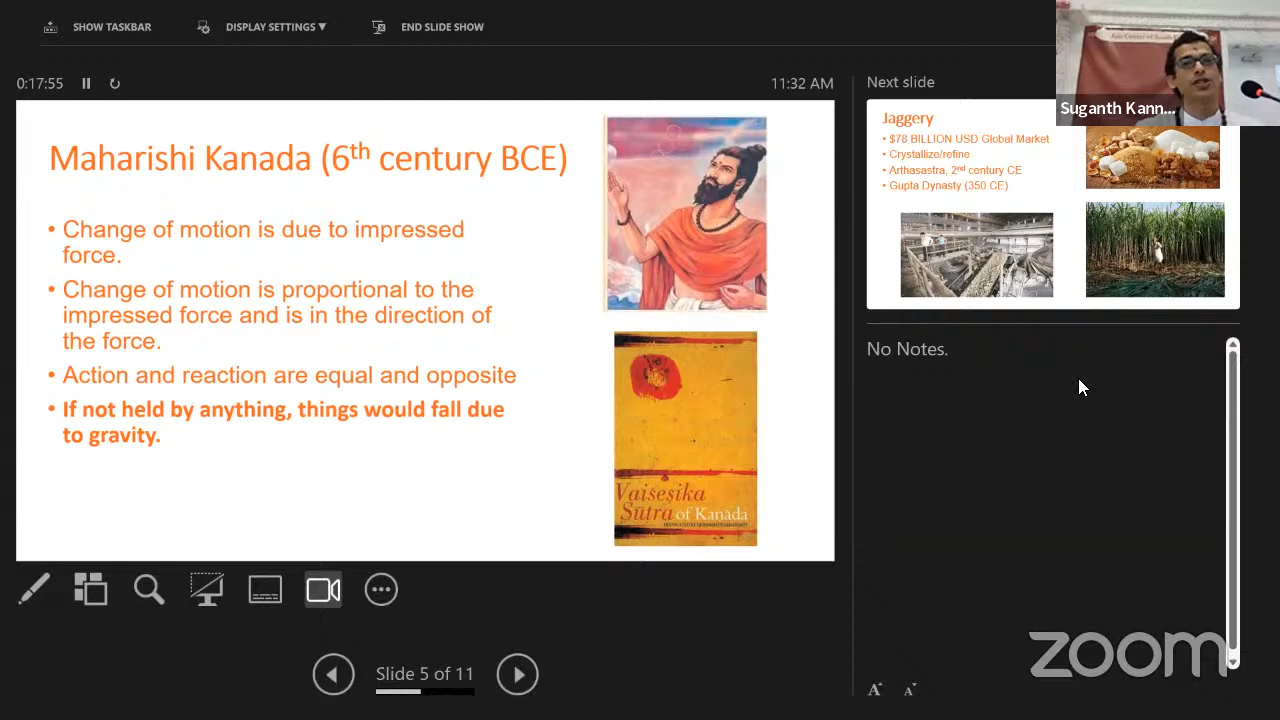 SHOW TASKBAR
DISPLAY SETTINGS ▼
END SLIDE SHOW
0:17:55
11:32 AM
Maharishi Kanada (6th century BCE)
• Change of motion is due to impressed
force.
• Change of motion is proportional to the
impressed force and is in the direction of
the force.
• Action and reaction are equal and opposite
• If not held by anything, things would fall due
to gravity.
Vaiśeṣika
Sūtra of Kaṇāda
Slide 5 of 11
Next slide
Suganth Kann...
Jaggery
• $78 BILLION USD Global Market
• Crystallize/refine
• Arthasastra, 2nd century CE
• Gupta Dynasty (350 CE)
No Notes.
zoom
A A